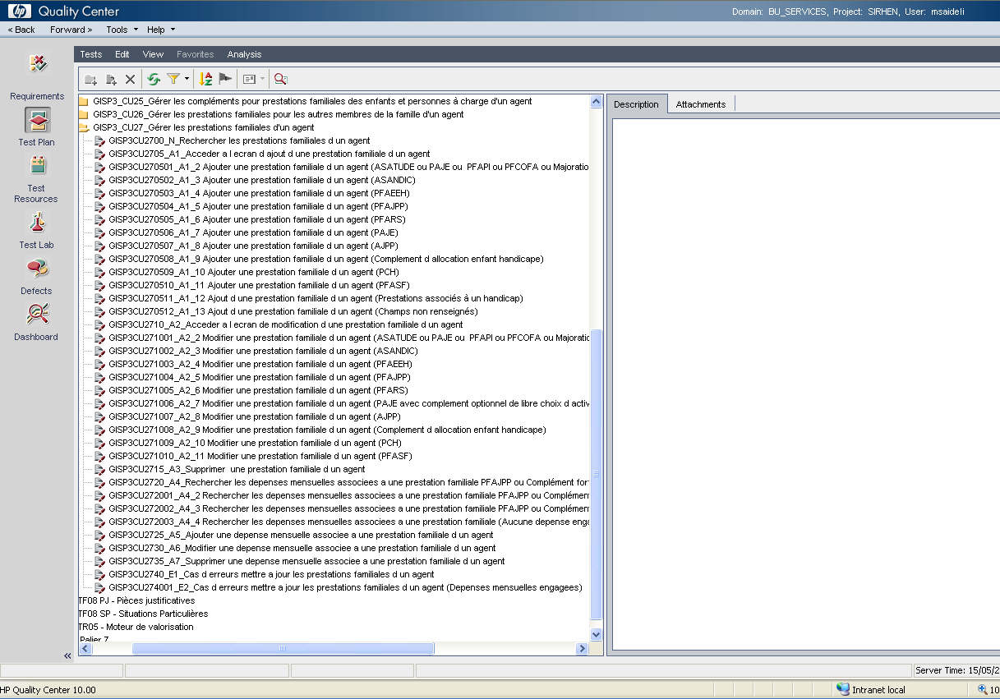 hp Quality Center
Domain: BU_SERVICES, Project: SIRHEN, User: msaideli
< Back Forward > Tools Help
Tests Edit View Favorites Analysis
Requirements
Test Plan
Test Resources
Test Lab
Defects
Dashboard
GISP3_CU25_Gérer les compléments pour prestations familiales des enfants et personnes à charge d'un agent
GISP3_CU26_Gérer les prestations familiales pour les autres membres de la famille d'un agent
GISP3_CU27_Gérer les prestations familiales d'un agent
GISP3CU2700_N_Rechercher les prestations familiales d un agent
GISP3CU2705_A1_Acceder a l ecran d ajout d une prestation familiale d un agent
GISP3CU270501_A1_2 Ajouter une prestation familiale d un agent (ASATUDE ou PAJE ou  PFAPI ou PFCOFA ou Majoratio
GISP3CU270502_A1_3 Ajouter une prestation familiale d un agent (ASANDIC)
GISP3CU270503_A1_4 Ajouter une prestation familiale d un agent (PFAEEH)
GISP3CU270504_A1_5 Ajouter une prestation familiale d un agent (PFAJPP)
GISP3CU270505_A1_6 Ajouter une prestation familiale d un agent (PFARS)
GISP3CU270506_A1_7 Ajouter une prestation familiale d un agent (PAJE)
GISP3CU270507_A1_8 Ajouter une prestation familiale d un agent (AJPP)
GISP3CU270508_A1_9 Ajouter une prestation familiale d un agent (Complement d allocation enfant handicape)
GISP3CU270509_A1_10 Ajouter une prestation familiale d un agent (PCH)
GISP3CU270510_A1_11 Ajouter une prestation familiale d un agent (PFASF)
GISP3CU270511_A1_12 Ajout d une prestation familiale d un agent (Prestations associés à un handicap)
GISP3CU270512_A1_13 Ajout d une prestation familiale d un agent (Champs non renseignés)
GISP3CU2710_A2_Acceder a l ecran de modification d une prestation familiale d un agent
GISP3CU271001_A2_2 Modifier une prestation familiale d un agent (ASATUDE ou PAJE ou  PFAPI ou PFCOFA ou Majoratic
GISP3CU271002_A2_3 Modifier une prestation familiale d un agent (ASANDIC)
GISP3CU271003_A2_4 Modifier une prestation familiale d un agent (PFAEEH)
GISP3CU271004_A2_5 Modifier une prestation familiale d un agent (PFAJPP)
GISP3CU271005_A2_6 Modifier une prestation familiale d un agent (PFARS)
GISP3CU271006_A2_7 Modifier une prestation familiale d un agent (PAJE avec complement optionnel de libre choix d activ
GISP3CU271007_A2_8 Modifier une prestation familiale d un agent (AJPP)
GISP3CU271008_A2_9 Modifier une prestation familiale d un agent (Complement d allocation enfant handicape)
GISP3CU271009_A2_10 Modifier une prestation familiale d un agent (PCH)
GISP3CU271010_A2_11 Modifier une prestation familiale d un agent (PFASF)
GISP3CU2715_A3_Supprimer  une prestation familiale d un agent
GISP3CU2720_A4_Rechercher les depenses mensuelles associees a une prestation familiale PFAJPP ou Complément for
GISP3CU272001_A4_2 Rechercher les depenses mensuelles associees a une prestation familiale PFAJPP ou Complémen
GISP3CU272002_A4_3 Rechercher les depenses mensuelles associees a une prestation familiale PFAJPP ou Complémen
GISP3CU272003_A4_4 Rechercher les depenses mensuelles associees a une prestation familiale (Aucune depense enga
GISP3CU2725_A5_Ajouter une depense mensuelle associee a une prestation familiale d un agent
GISP3CU2730_A6_Modifier une depense mensuelle associee a une prestation familiale d un agent
GISP3CU2735_A7_Supprimer une depense mensuelle associee a une prestation familiale d un agent
GISP3CU2740_E1_Cas d erreurs mettre a jour les prestations familiales d un agent
GISP3CU274001_E2_Cas d erreurs mettre a jour les prestations familiales d un agent (Depenses mensuelles engagees)
TF08 PJ - Pièces justificatives
TF08 SP - Situations Particulières
TR05 - Moteur de valorisation
Palier 7
Description Attachments
Server Time: 15/05/2
HP Quality Center 10.00
Intranet local
10